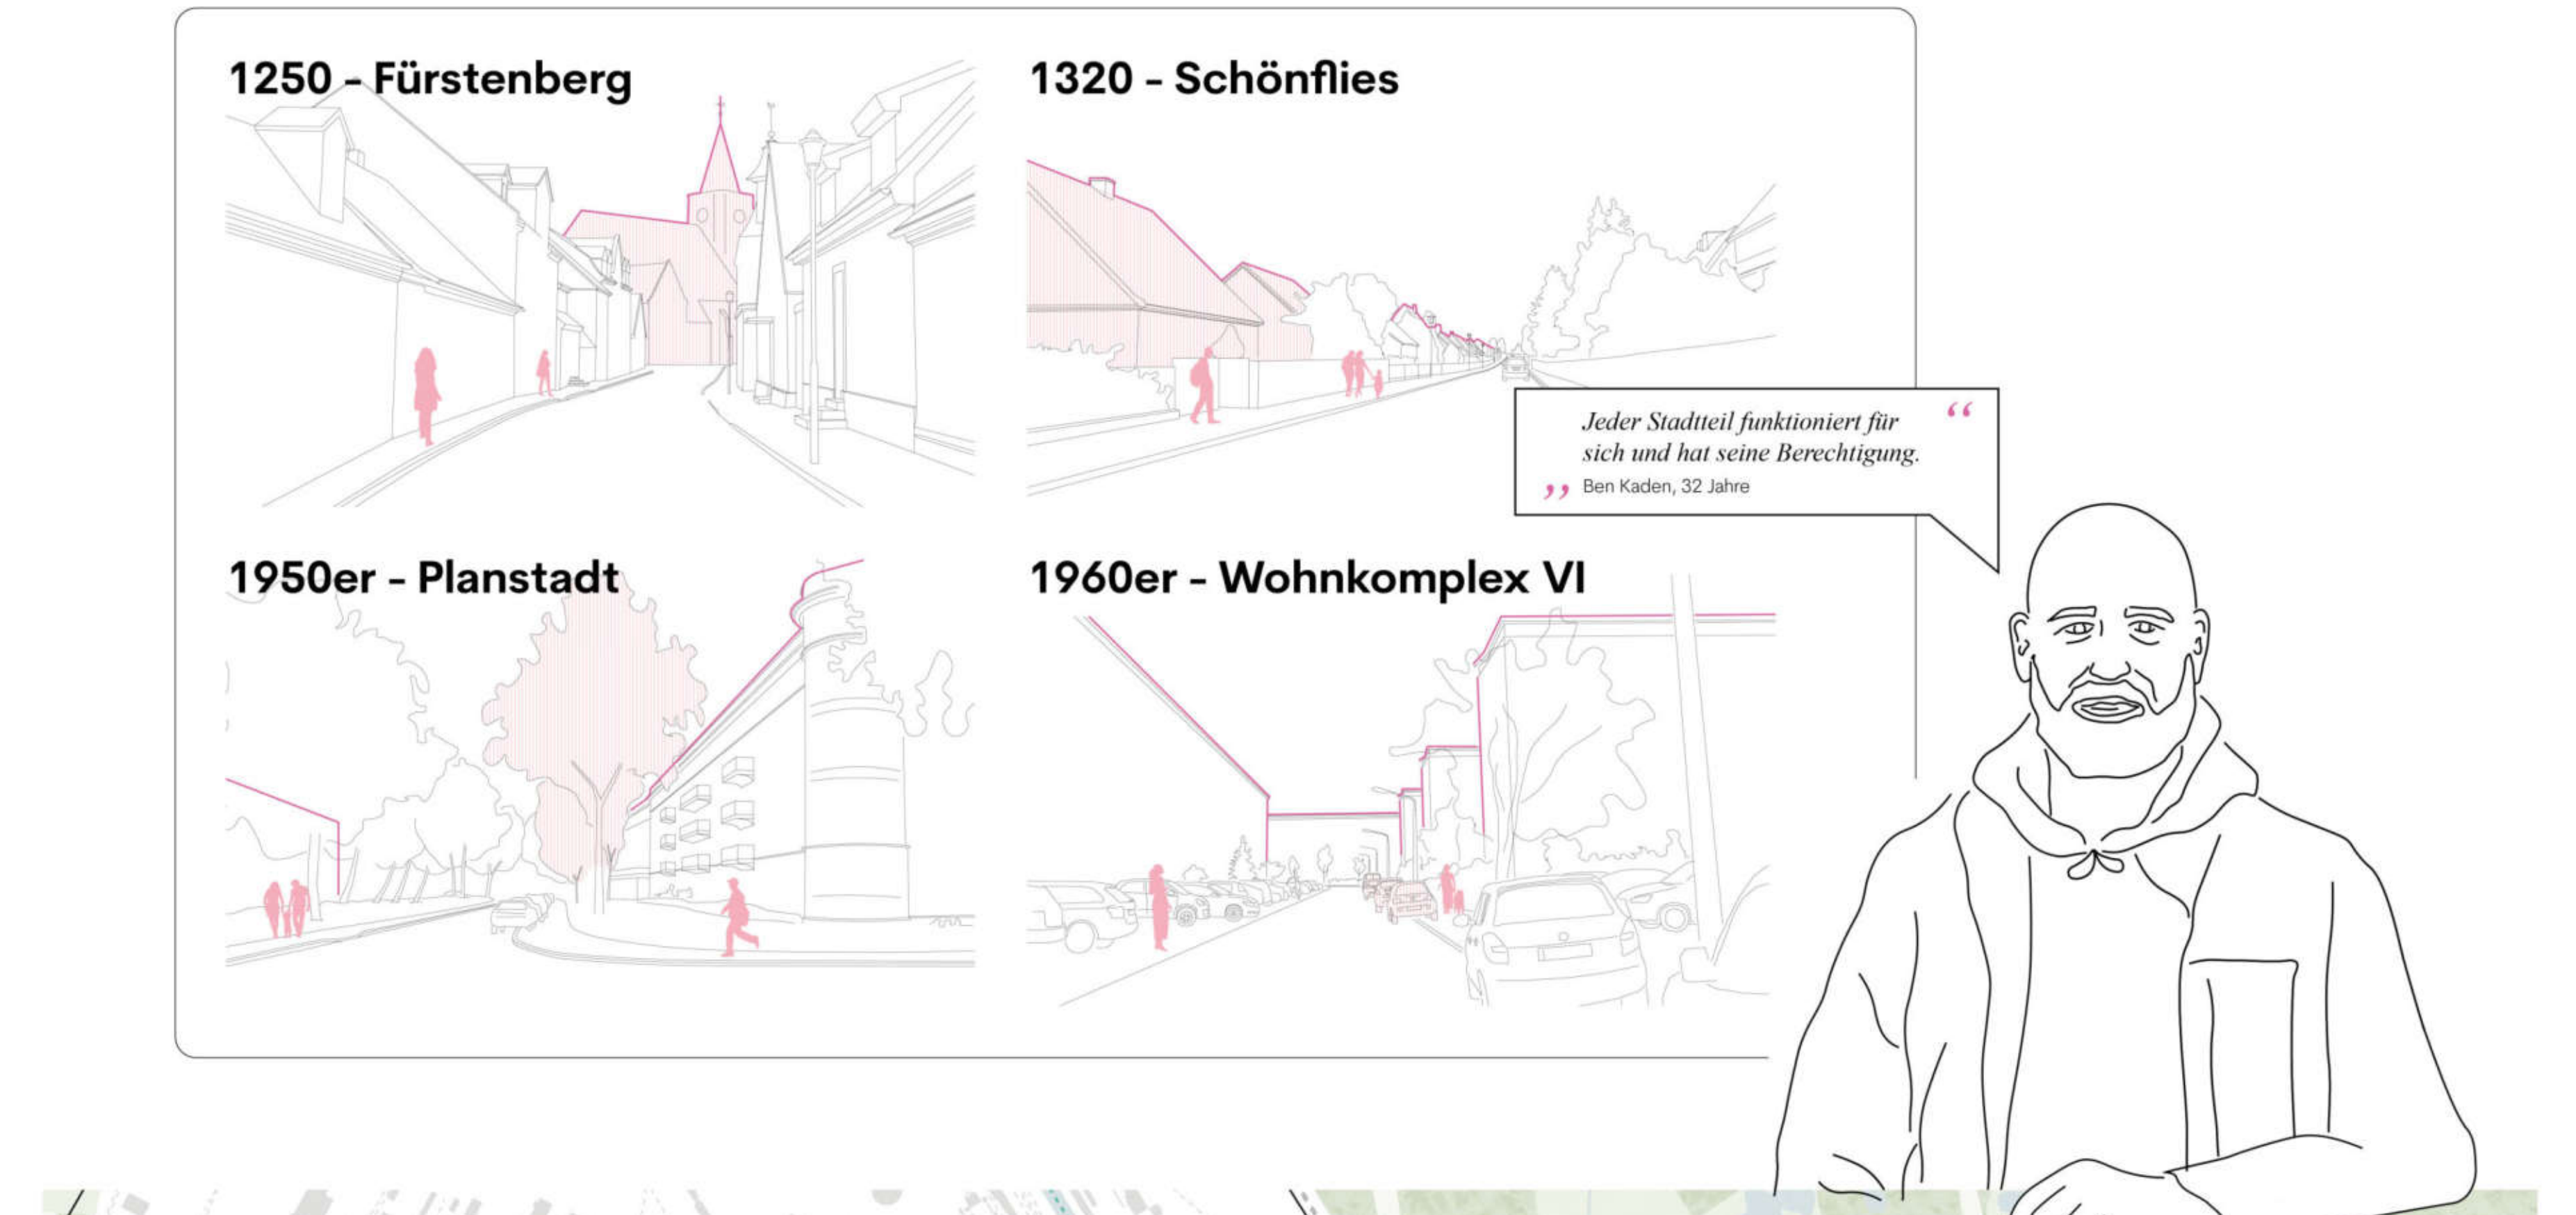 1250 - Fürstenberg
1320 - Schönflies
“
Jeder Stadtteil funktioniert für
sich und hat seine Berechtigung.
” Ben Kaden, 32 Jahre
1950er - Planstadt
1960er - Wohnkomplex VI